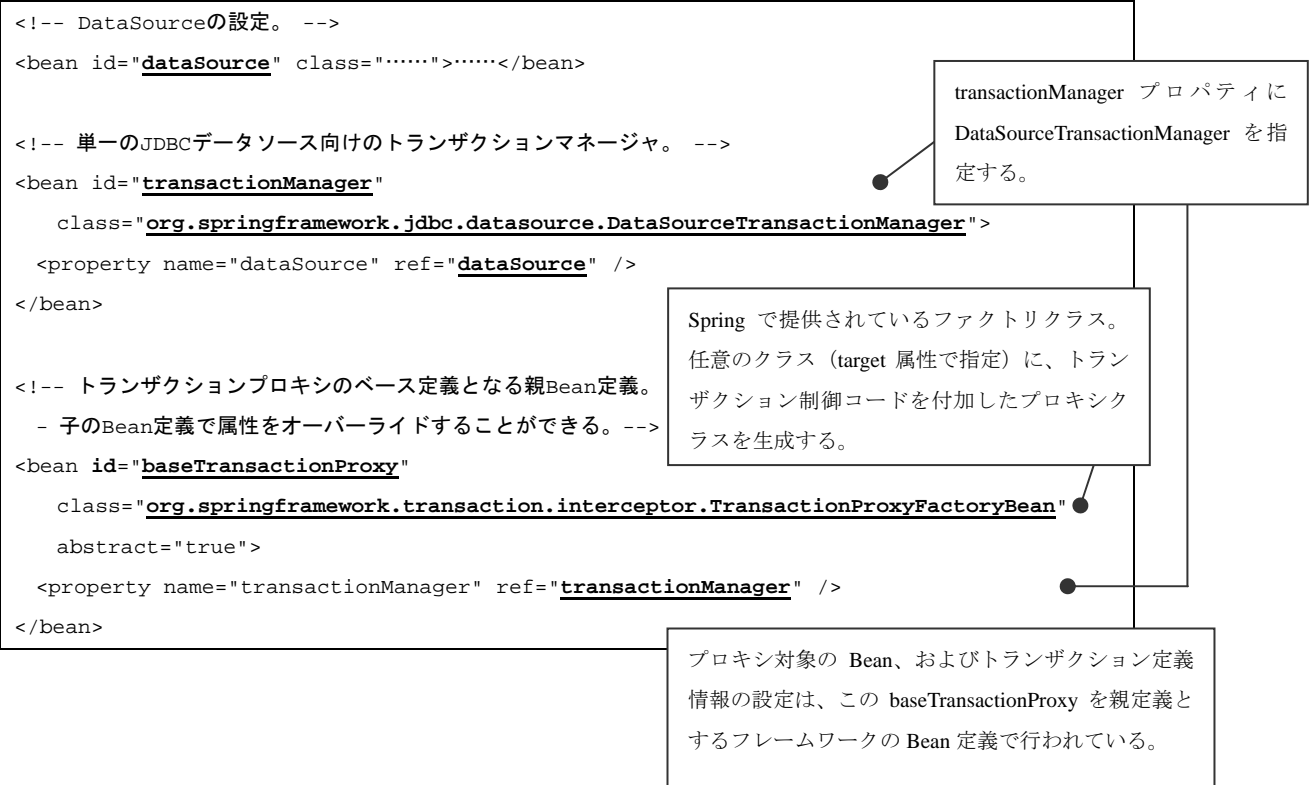 <!-- DataSourceの設定。 -->
<bean id="dataSource" class="……">……</bean>
transactionManager プロパティに
DataSourceTransactionManager を指
定する。
<!-- 単一のJDBCデータソース向けのトランザクションマネージャ。 -->
<bean id="transactionManager"
class="org.springframework.jdbc.datasource.DataSourceTransactionManager">
<property name="dataSource" ref="dataSource" />
</bean>
Spring で提供されているファクトリクラス。
任意のクラス（target 属性で指定）に、トラン
ザクション制御コードを付加したプロキシク
ラスを生成する。
<!-- トランザクションプロキシのベース定義となる親Bean定義。
- 子のBean定義で属性をオーバーライドすることができる。-->
<bean id="baseTransactionProxy"
class="org.springframework.transaction.interceptor.TransactionProxyFactoryBean"
abstract="true">
<property name="transactionManager" ref="transactionManager" />
</bean>
プロキシ対象の Bean、およびトランザクション定義
情報の設定は、この baseTransactionProxy を親定義と
するフレームワークの Bean 定義で行われている。